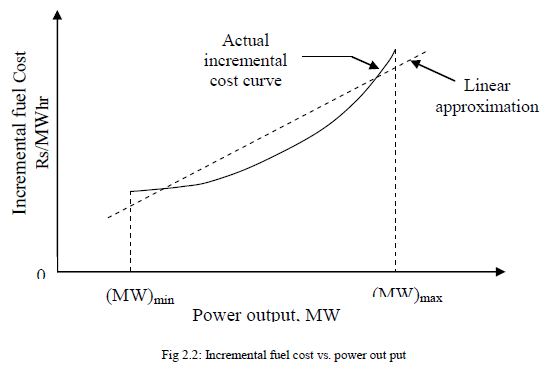 Actual
incremental
cost curve
Linear
approximation
Incremental fuel Cost
Rs/MWhr
0
(MW)min
(MW)max
Power output, MW
Fig 2.2: Incremental fuel cost vs. power out put